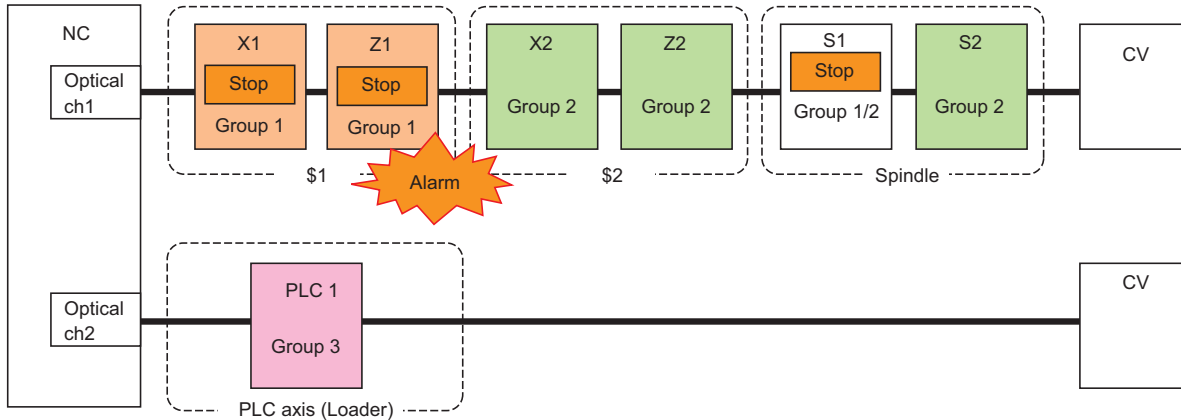 NC
Optical
ch1
X1
Stop
Group 1
Z1
Stop
Group 1
$1
Alarm
X2
Group 2
Z2
Group 2
$2
S1
Stop
Group 1/2
S2
Group 2
Spindle
CV
Optical
ch2
PLC 1
Group 3
PLC axis (Loader)
CV